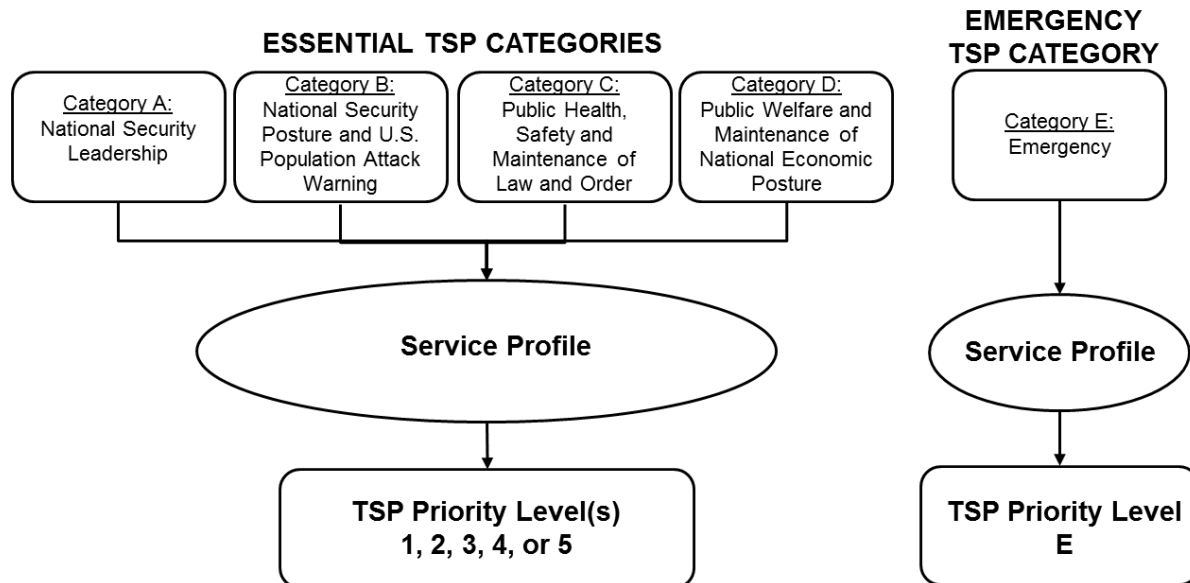 ESSENTIAL TSP CATEGORIES
Category A:
National Security
Leadership
Category B:
National Security
Posture and U.S.
Population Attack
Warning
Category C:
Public Health,
Safety and
Maintenance of
Law and Order
Category D:
Public Welfare and
Maintenance of
National Economic
Posture
Service Profile
TSP Priority Level(s)
1, 2, 3, 4, or 5
EMERGENCY
TSP CATEGORY
Category E:
Emergency
Service Profile
TSP Priority Level
E